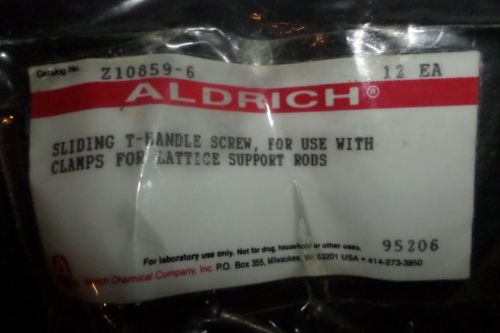 Catalog No. Z10859-6 12 EA
ALDRICH®
SLIDING T-HANDLE SCREW, FOR USE WITH
CLAMPS FOR LATTICE SUPPORT RODS
For laboratory use only. Not for drug, household or other uses. 95206
Chemical Company, Inc. P.O. Box 355, Milwaukee, WI 53201 USA • 414-273-3850